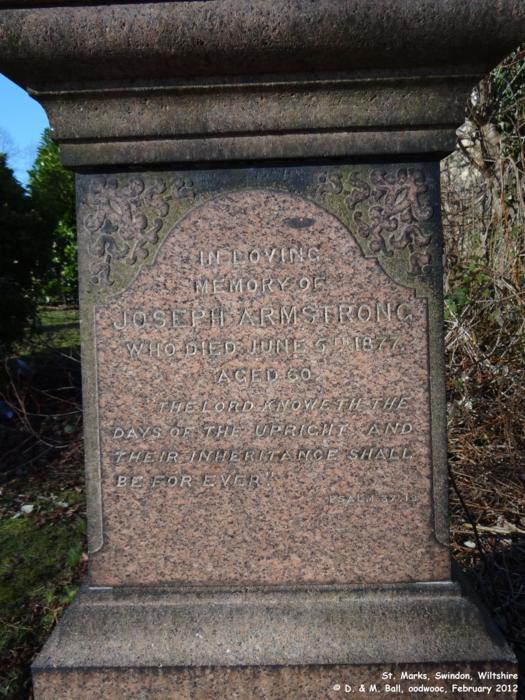 IN LOVING
MEMORY OF
JOSEPH ARMSTRONG
WHO DIED JUNE 5TH 1877.
AGED 60.
"THE LORD KNOWETH THE
DAYS OF THE UPRIGHT: AND
THEIR INHERITANCE SHALL
BE FOR EVER."
PSALM 37.18
St. Marks, Swindon, Wiltshire
© D. & M. Ball, oodwooc, February 2012